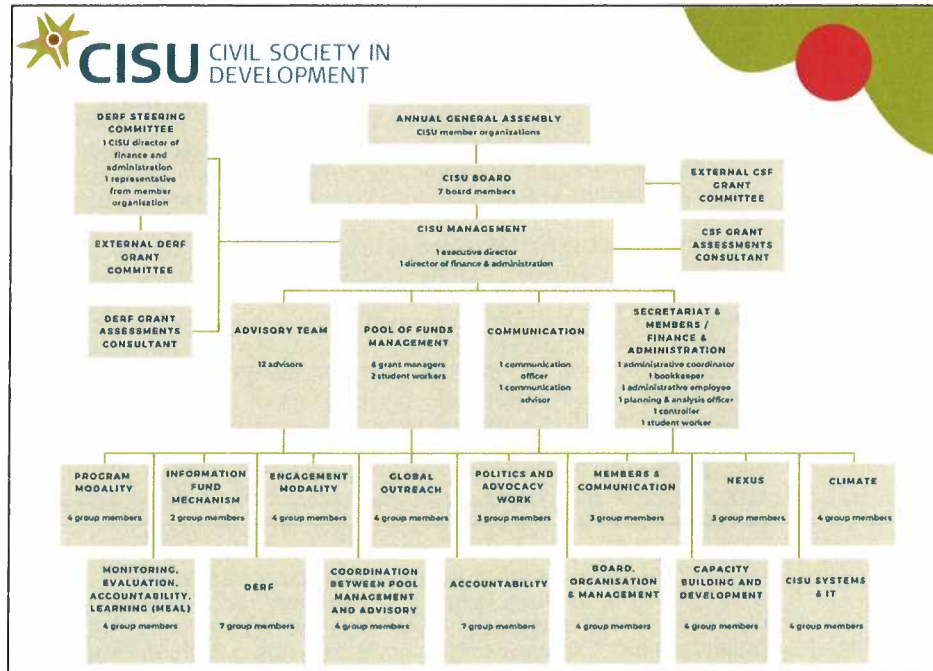 CISU CIVIL SOCIETY IN
DEVELOPMENT
DERF STEERING
COMMITTEE
1 CISU director of
finance and
administration
1 representative
from member
organisation
ANNUAL GENERAL ASSEMBLY
CISU member organizations
CISU BOARD
7 board members
EXTERNAL CSF
GRANT
COMMITTEE
CISU MANAGEMENT
1 executive director
1 director of finance & administration
CSF GRANT
ASSESSMENTS
CONSULTANT
EXTERNAL DERF
GRANT
COMMITTEE
DERF GRANT
ASSESSMENTS
CONSULTANT
ADVISORY TEAM
12 advisors
POOL OF FUNDS
MANAGEMENT
6 grant managers
2 student workers
COMMUNICATION
1 communication
officer
1 communication
advisor
SECRETARIAT &
MEMBERS /
FINANCE &
ADMINISTRATION
1 administrative coordinator
1 bookkeeper
1 administrative employee
1 planning & analysis officer
1 controller
1 student worker
PROGRAM
MODALITY
4 group members
INFORMATION
FUND
MECHANISM
2 group members
ENGAGEMENT
MODALITY
4 group members
GLOBAL
OUTREACH
4 group members
POLITICS AND
ADVOCACY
WORK
3 group members
MEMBERS &
COMMUNICATION
3 group members
NEXUS
3 group members
CLIMATE
4 group members
MONITORING,
EVALUATION,
ACCOUNTABILITY,
LEARNING (MEAL)
4 group members
DERF
7 group members
COORDINATION
BETWEEN POOL
MANAGEMENT
AND ADVISORY
4 group members
ACCOUNTABILITY
7 group members
BOARD,
ORGANISATION
& MANAGEMENT
4 group members
CAPACITY
BUILDING AND
DEVELOPMENT
4 group members
CISU SYSTEMS
& IT
4 group members